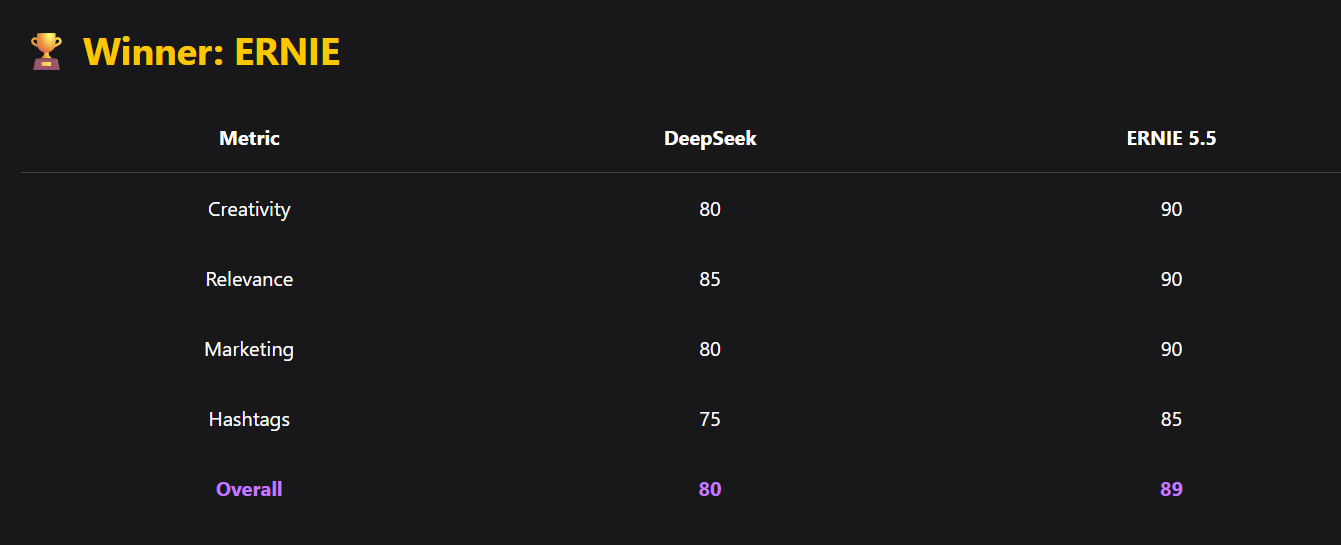 🏆 Winner: ERNIE
Metric DeepSeek ERNIE 5.5
Creativity 80 90
Relevance 85 90
Marketing 80 90
Hashtags 75 85
Overall 80 89